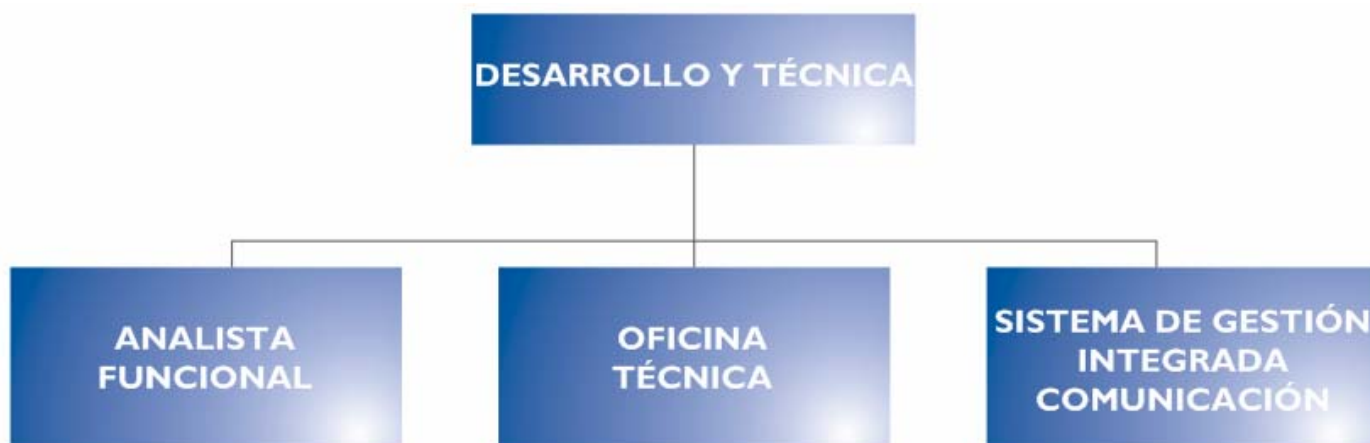 DESARROLLO Y TÉCNICA
ANALISTA
FUNCIONAL
OFICINA
TÉCNICA
SISTEMA DE GESTIÓN
INTEGRADA
COMUNICACIÓN